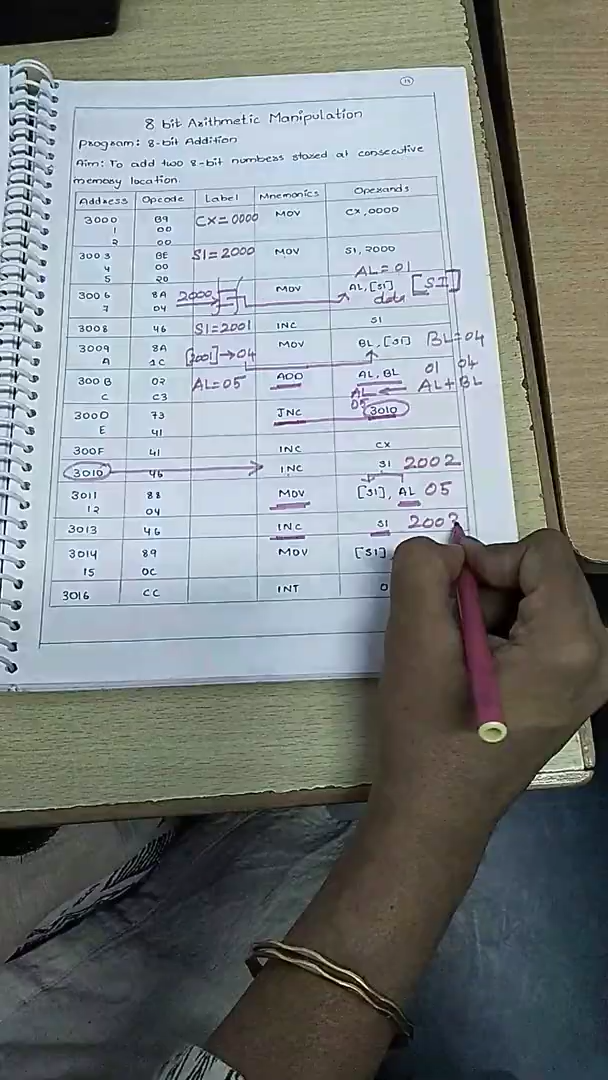 13
8 bit Arithmetic Manipulation
Program: 8-bit Addition
Aim: To add two 8-bit numbers stored at consecutive
memory location.
Address Opcode Label Mnemonics Operands
3000 B9 CX=0000 MOV CX,0000
1 00
2 00
3003 BE SI=2000 MOV SI,2000
4 00 AL=01
5 20
3006 8A 2000 MOV AL,[SI] [SI]
7 04 data
3008 46 SI=2001 INC SI
3009 8A MOV BL,[SI] BL=04
A 1C [2001]→04
300B 02 AL=05 ADD AL,BL 01 04
C C3 AL ← AL+BL
05
300D 73 JNC 3010
E 41
300F 41 INC CX
3010 46 INC SI 2002
3011 88 MOV [SI], AL 05
12 04
3013 46 INC SI 2003
3014 89 MOV [SI]
15 0C
3016 CC INT